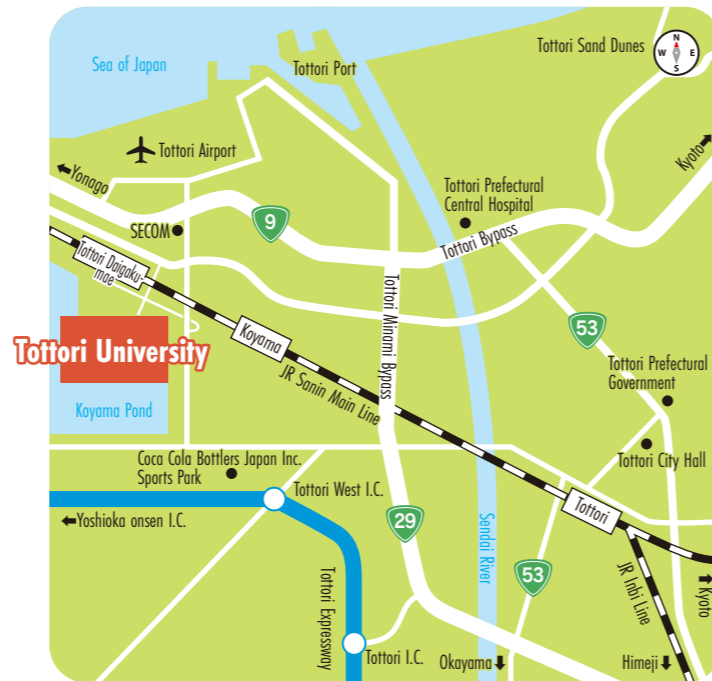 Sea of Japan
Tottori Port
Tottori Sand Dunes
N
W
E
S
Tottori Airport
Yonago
Kyoto
Tottori Prefectural
Central Hospital
SECOM
9
Tottori Bypass
Tottori Daigaku-
mae
Tottori Minami Bypass
Koyama
53
Tottori University
JR Sanin Main Line
Tottori Prefectural
Government
Koyama Pond
Tottori City Hall
Coca Cola Bottlers Japan Inc.
Sports Park
Tottori West I.C.
Tottori
Yoshioka onsen I.C.
29
Sendai River
53
JR Inbi Line
Kyoto
Tottori Expressway
Tottori I.C.
Okayama
Himeji